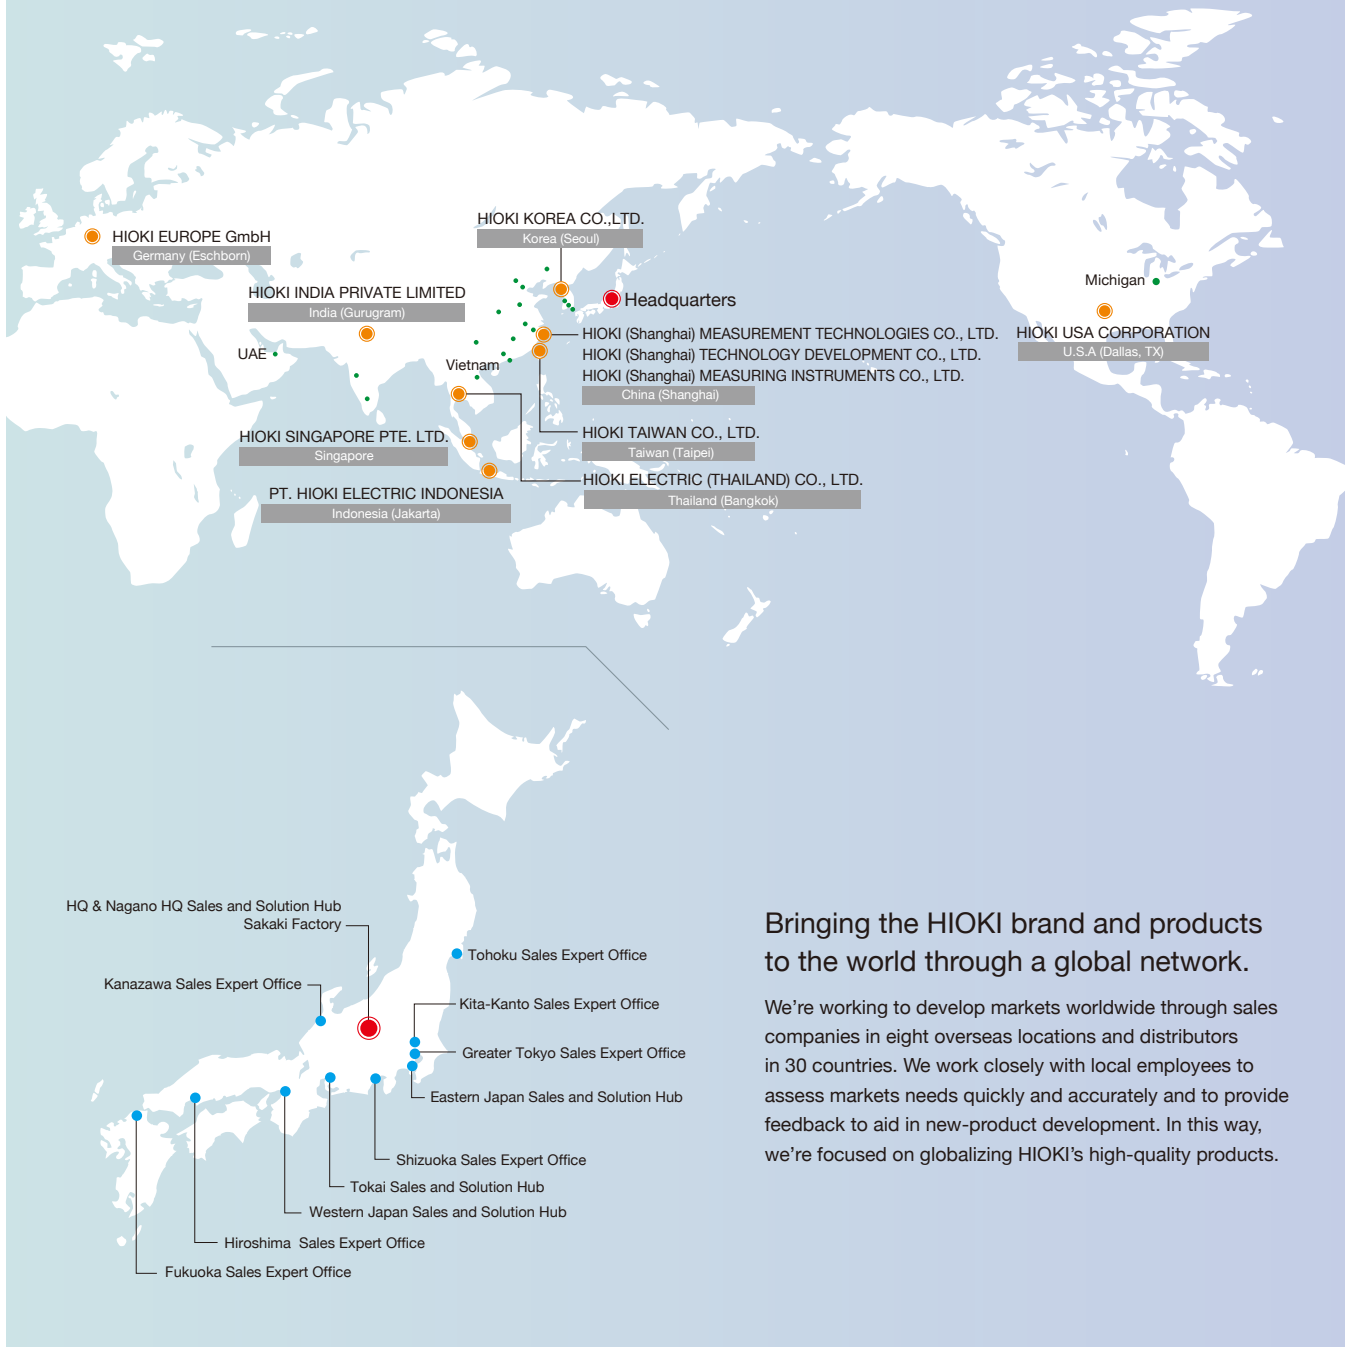 HIOKI KOREA CO.,LTD.
Korea (Seoul)
HIOKI EUROPE GmbH
Germany (Eschborn)
HIOKI INDIA PRIVATE LIMITED
India (Gurugram)
Headquarters
Michigan
HIOKI USA CORPORATION
U.S.A (Dallas, TX)
UAE
Vietnam
HIOKI (Shanghai) MEASUREMENT TECHNOLOGIES CO., LTD.
HIOKI (Shanghai) TECHNOLOGY DEVELOPMENT CO., LTD.
HIOKI (Shanghai) MEASURING INSTRUMENTS CO., LTD.
China (Shanghai)
HIOKI SINGAPORE PTE. LTD.
Singapore
HIOKI TAIWAN CO., LTD.
Taiwan (Taipei)
PT. HIOKI ELECTRIC INDONESIA
Indonesia (Jakarta)
HIOKI ELECTRIC (THAILAND) CO., LTD.
Thailand (Bangkok)
HQ & Nagano HQ Sales and Solution Hub
Sakaki Factory
Kanazawa Sales Expert Office
Tohoku Sales Expert Office
Kita-Kanto Sales Expert Office
Greater Tokyo Sales Expert Office
Eastern Japan Sales and Solution Hub
Shizuoka Sales Expert Office
Tokai Sales and Solution Hub
Western Japan Sales and Solution Hub
Hiroshima  Sales Expert Office
Fukuoka Sales Expert Office
Bringing the HIOKI brand and products
to the world through a global network.
We're working to develop markets worldwide through sales
companies in eight overseas locations and distributors
in 30 countries. We work closely with local employees to
assess markets needs quickly and accurately and to provide
feedback to aid in new-product development. In this way,
we're focused on globalizing HIOKI's high-quality products.